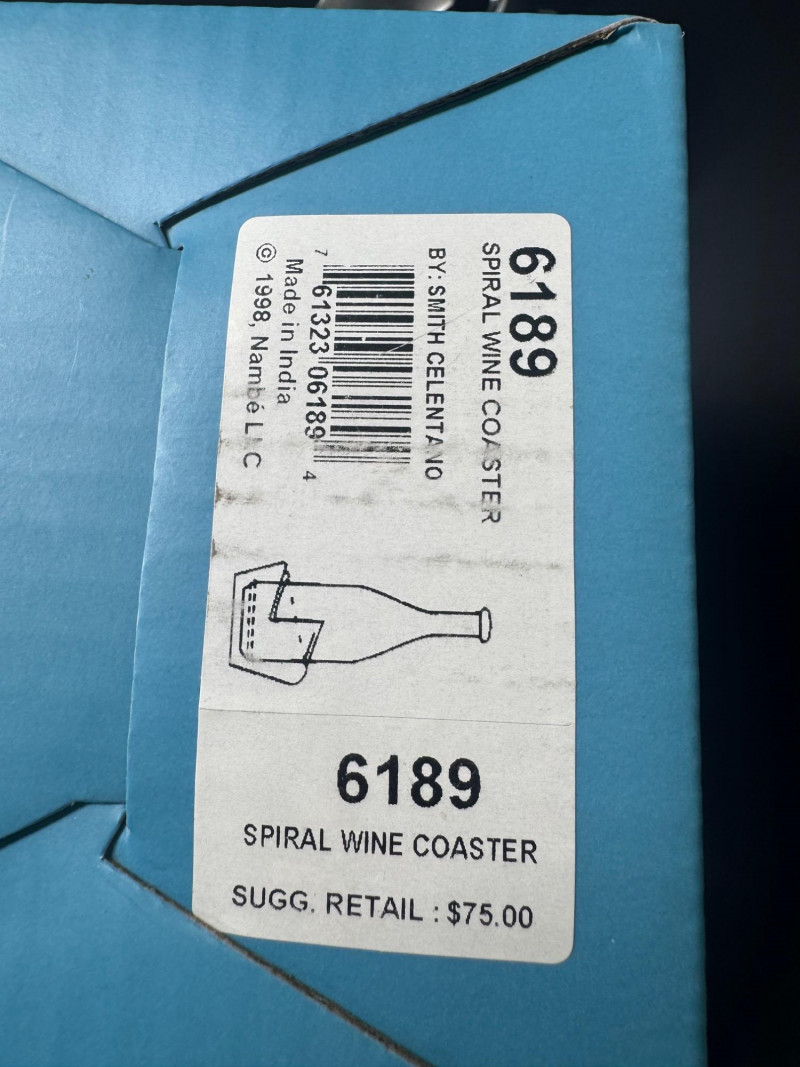 6189
SPIRAL WINE COASTER
BY: SMITH CELENTANO
7 61323 06189 4
Made in India
© 1998, Nambé LLC
6189
SPIRAL WINE COASTER
SUGG. RETAIL : $75.00